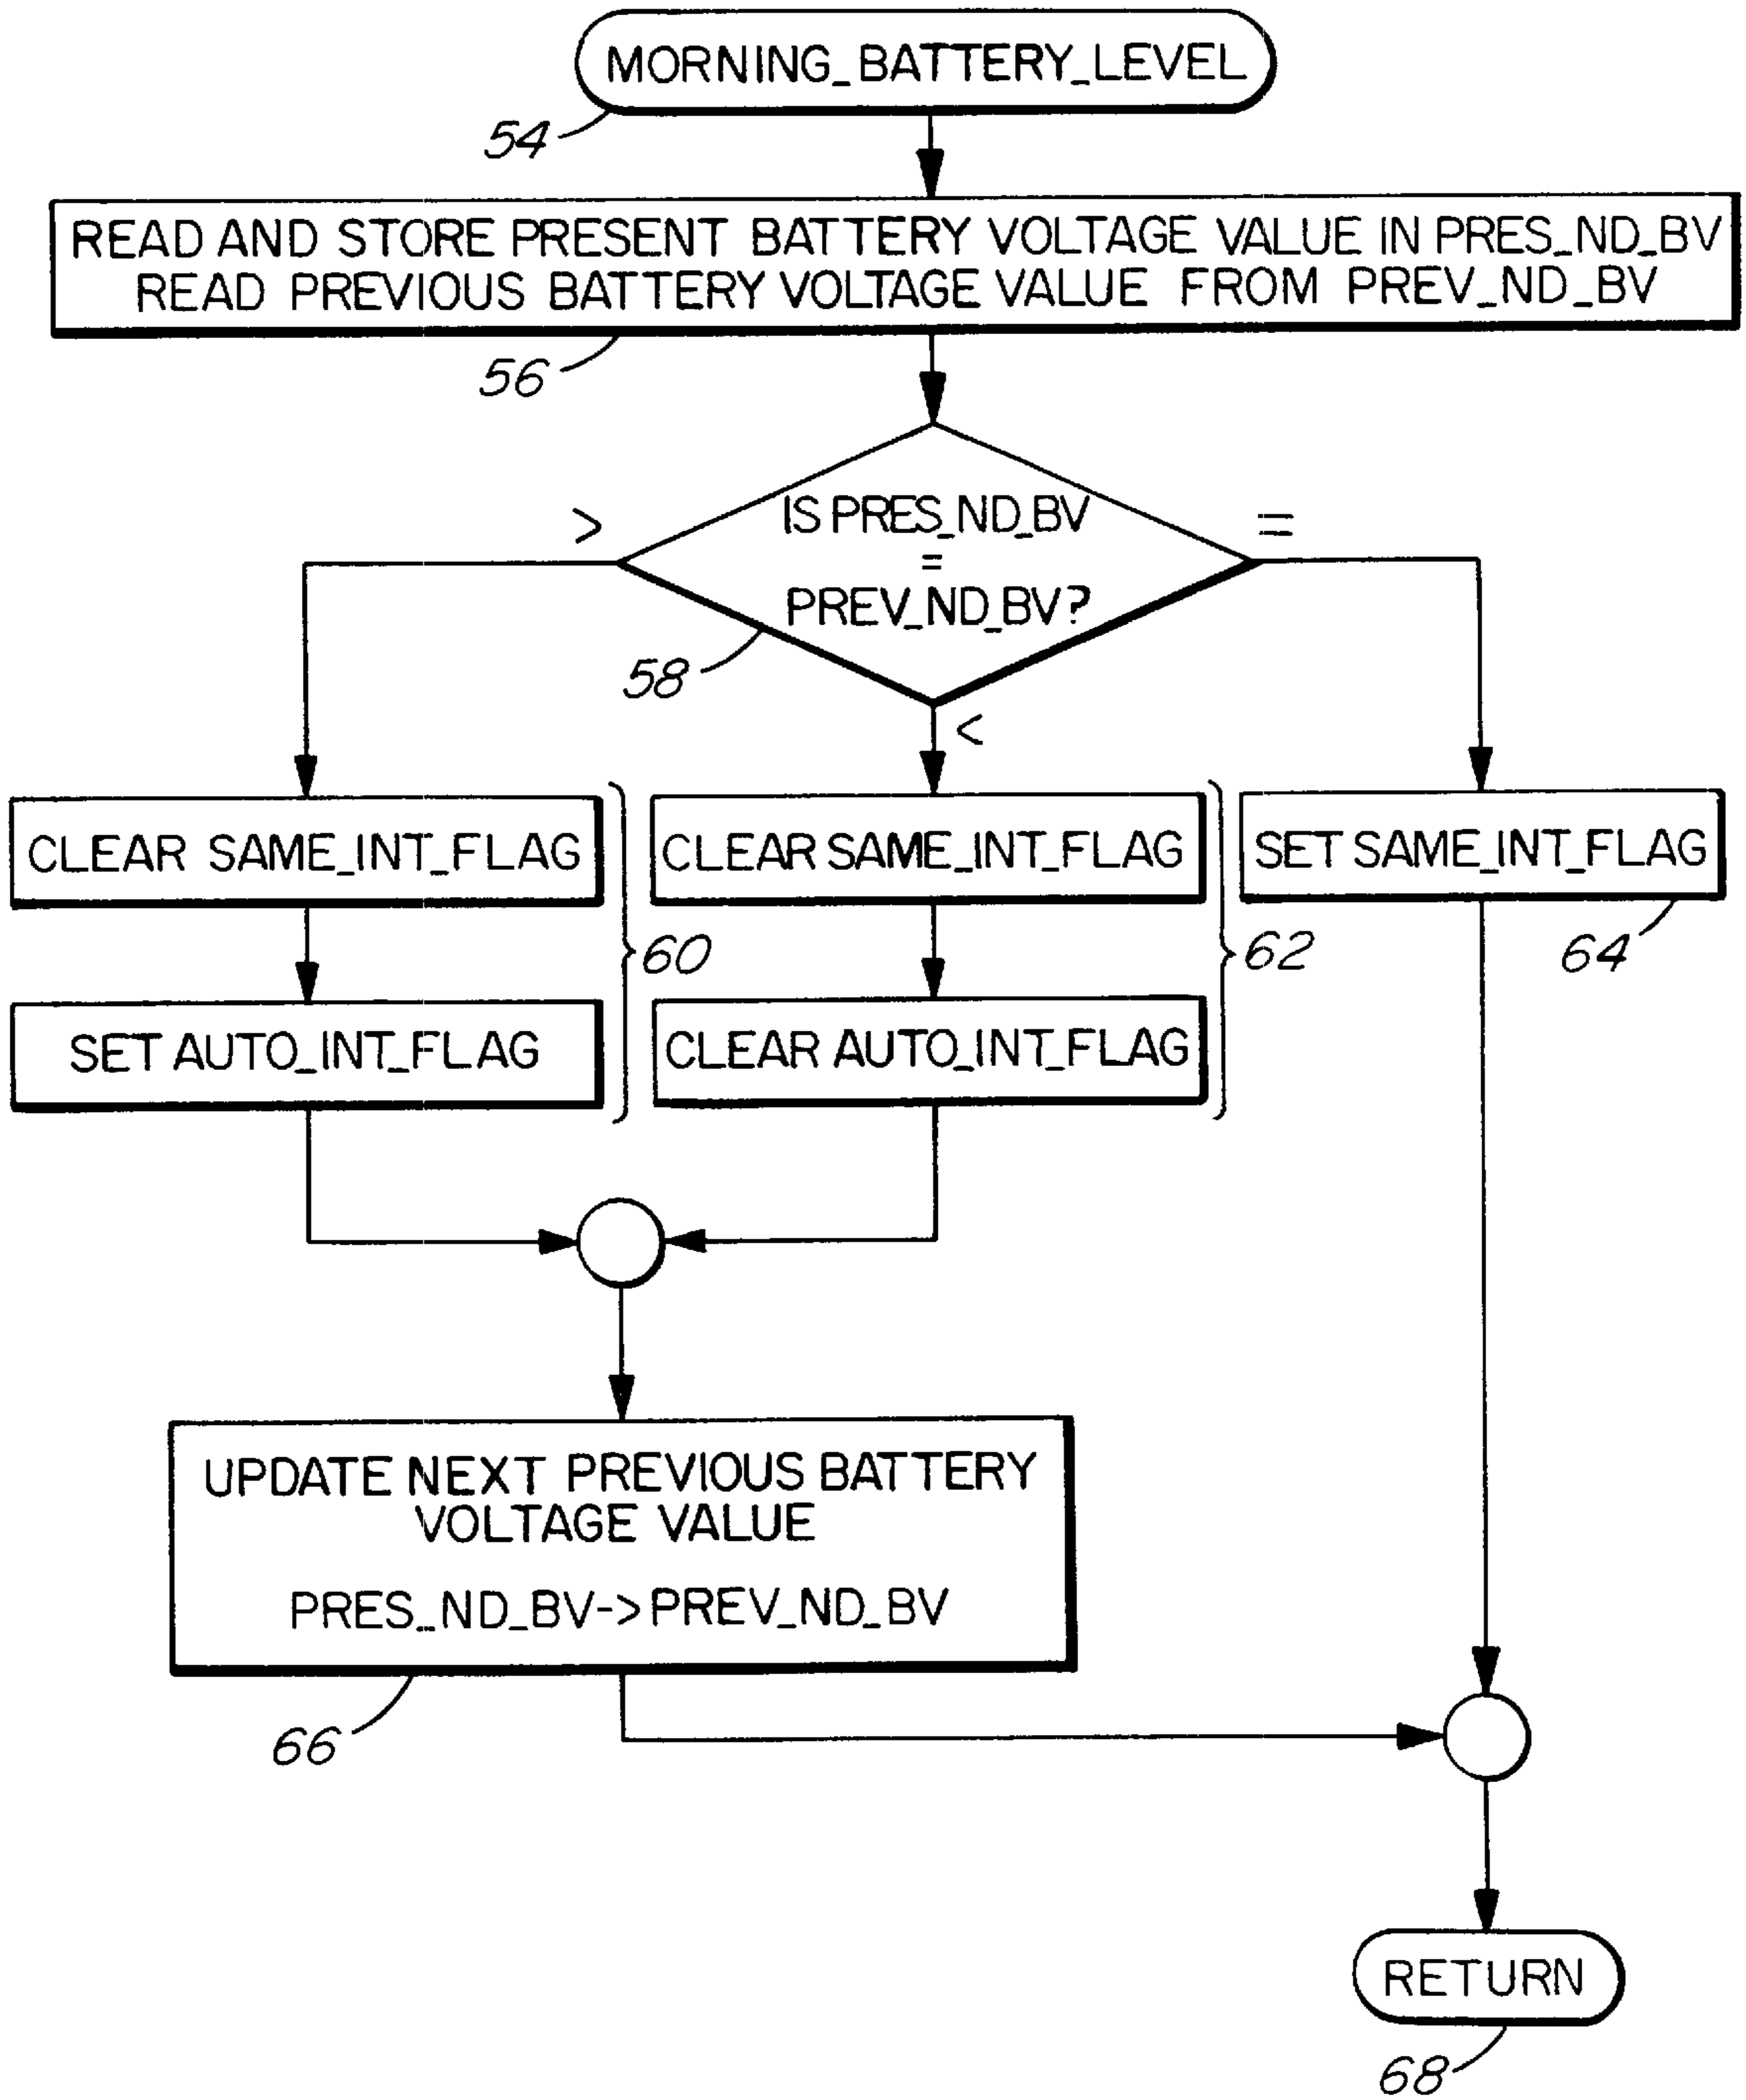 MORNING_BATTERY_LEVEL
54
READ AND STORE PRESENT BATTERY VOLTAGE VALUE IN PRES_ND_BV
READ PREVIOUS BATTERY VOLTAGE VALUE FROM PREV_ND_BV
56
IS PRES_ND_BV
=
PREV_ND_BV?
>
=
58
<
CLEAR SAME_INT_FLAG
CLEAR SAME_INT_FLAG
SET SAME_INT_FLAG
60
62
64
SET AUTO_INT_FLAG
CLEAR AUTO_INT_FLAG
UPDATE NEXT PREVIOUS BATTERY
VOLTAGE VALUE
PRES_ND_BV->PREV_ND_BV
66
RETURN
68